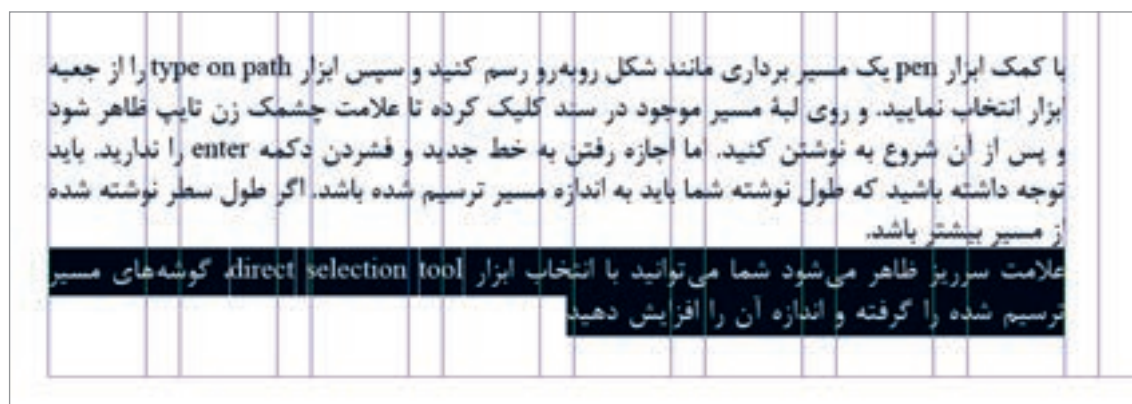 با کمک ابزار pen یک مسیر برداری مانند شکل روبه‌رو رسم کنید و سپس ابزار type on path را از جعبه
ابزار انتخاب نمایید. و روی لبهٔ مسیر موجود در سند کلیک کرده تا علامت چشمک زن تایپ ظاهر شود
و پس از آن شروع به نوشتن کنید. اما اجازه رفتن به خط جدید و فشردن دکمه enter را ندارید. باید
توجه داشته باشید که طول نوشته شما باید به اندازه مسیر ترسیم شده باشد. اگر طول سطر نوشته شده
از مسیر بیشتر باشد.
علامت سرریز ظاهر می‌شود شما می‌توانید با انتخاب ابزار direct selection tool، گوشه‌های مسیر
ترسیم شده را گرفته و اندازه آن را افزایش دهید